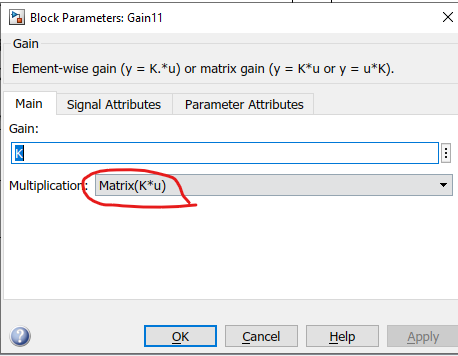 Block Parameters: Gain11
Gain
Element-wise gain (y = K.*u) or matrix gain (y = K*u or y = u*K).
Main Signal Attributes Parameter Attributes
Gain:
K
Multiplication: Matrix(K*u)
OK Cancel Help Apply